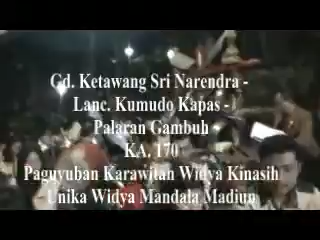 Gd. Ketawang Sri Narendra -
Lanc. Kumudo Kapas -
Palaran Gambuh
KA. 170
Paguyuban Karawitan Widya Kinasih
Unika Widya Mandala Madiun